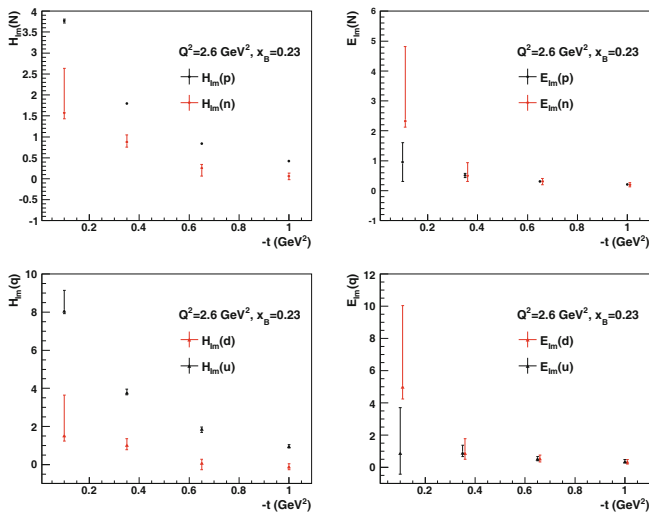 H_Im(N)
4
3.5
3
2.5
2
1.5
1
0.5
0
-0.5
-1
Q²=2.6 GeV², x_B=0.23
H_Im(p)
H_Im(n)
0.2 0.4 0.6 0.8 1
-t (GeV²)
E_Im(N)
6
5
4
3
2
1
0
-1
Q²=2.6 GeV², x_B=0.23
E_Im(p)
E_Im(n)
0.2 0.4 0.6 0.8 1
-t (GeV²)
H_Im(q)
10
8
6
4
2
0
Q²=2.6 GeV², x_B=0.23
H_Im(d)
H_Im(u)
0.2 0.4 0.6 0.8 1
-t (GeV²)
E_Im(q)
12
10
8
6
4
2
0
Q²=2.6 GeV², x_B=0.23
E_Im(d)
E_Im(u)
0.2 0.4 0.6 0.8 1
-t (GeV²)